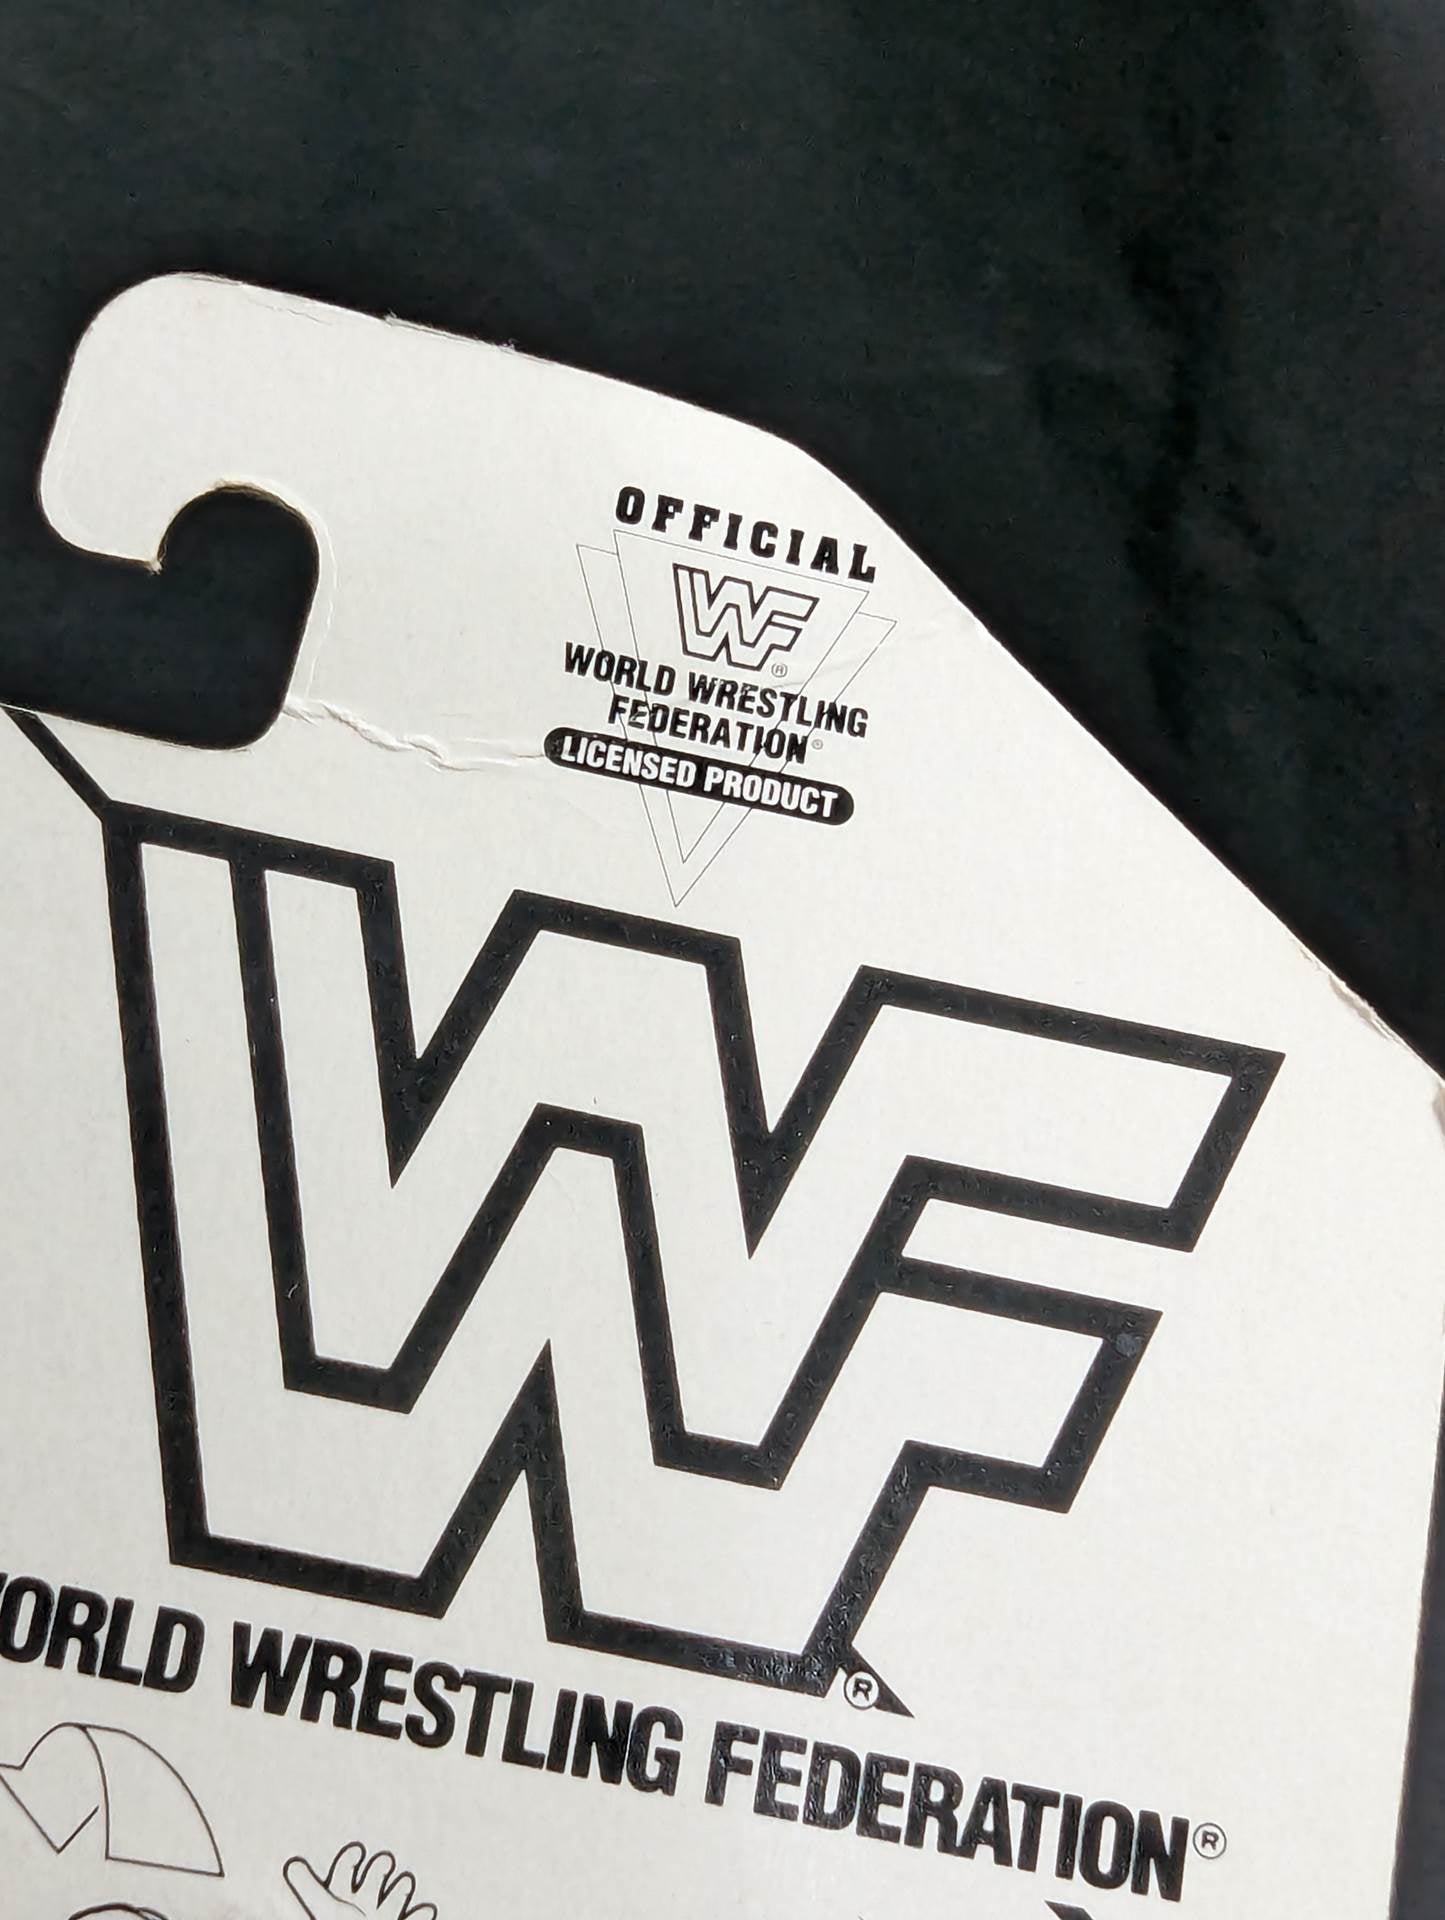 OFFICIAL
WF®
WORLD WRESTLING
FEDERATION®
LICENSED PRODUCT
WF
®
ORLD WRESTLING FEDERATION®